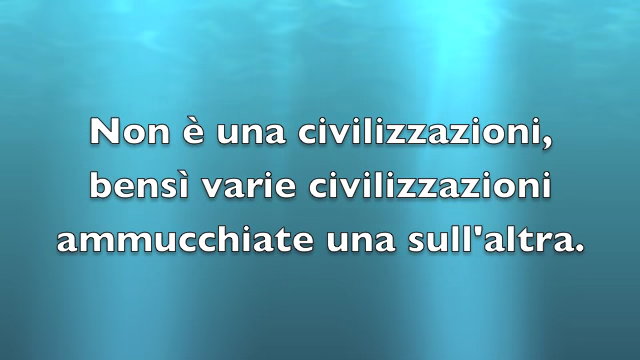 Non è una civilizzazioni,
bensì varie civilizzazioni
ammucchiate una sull'altra.